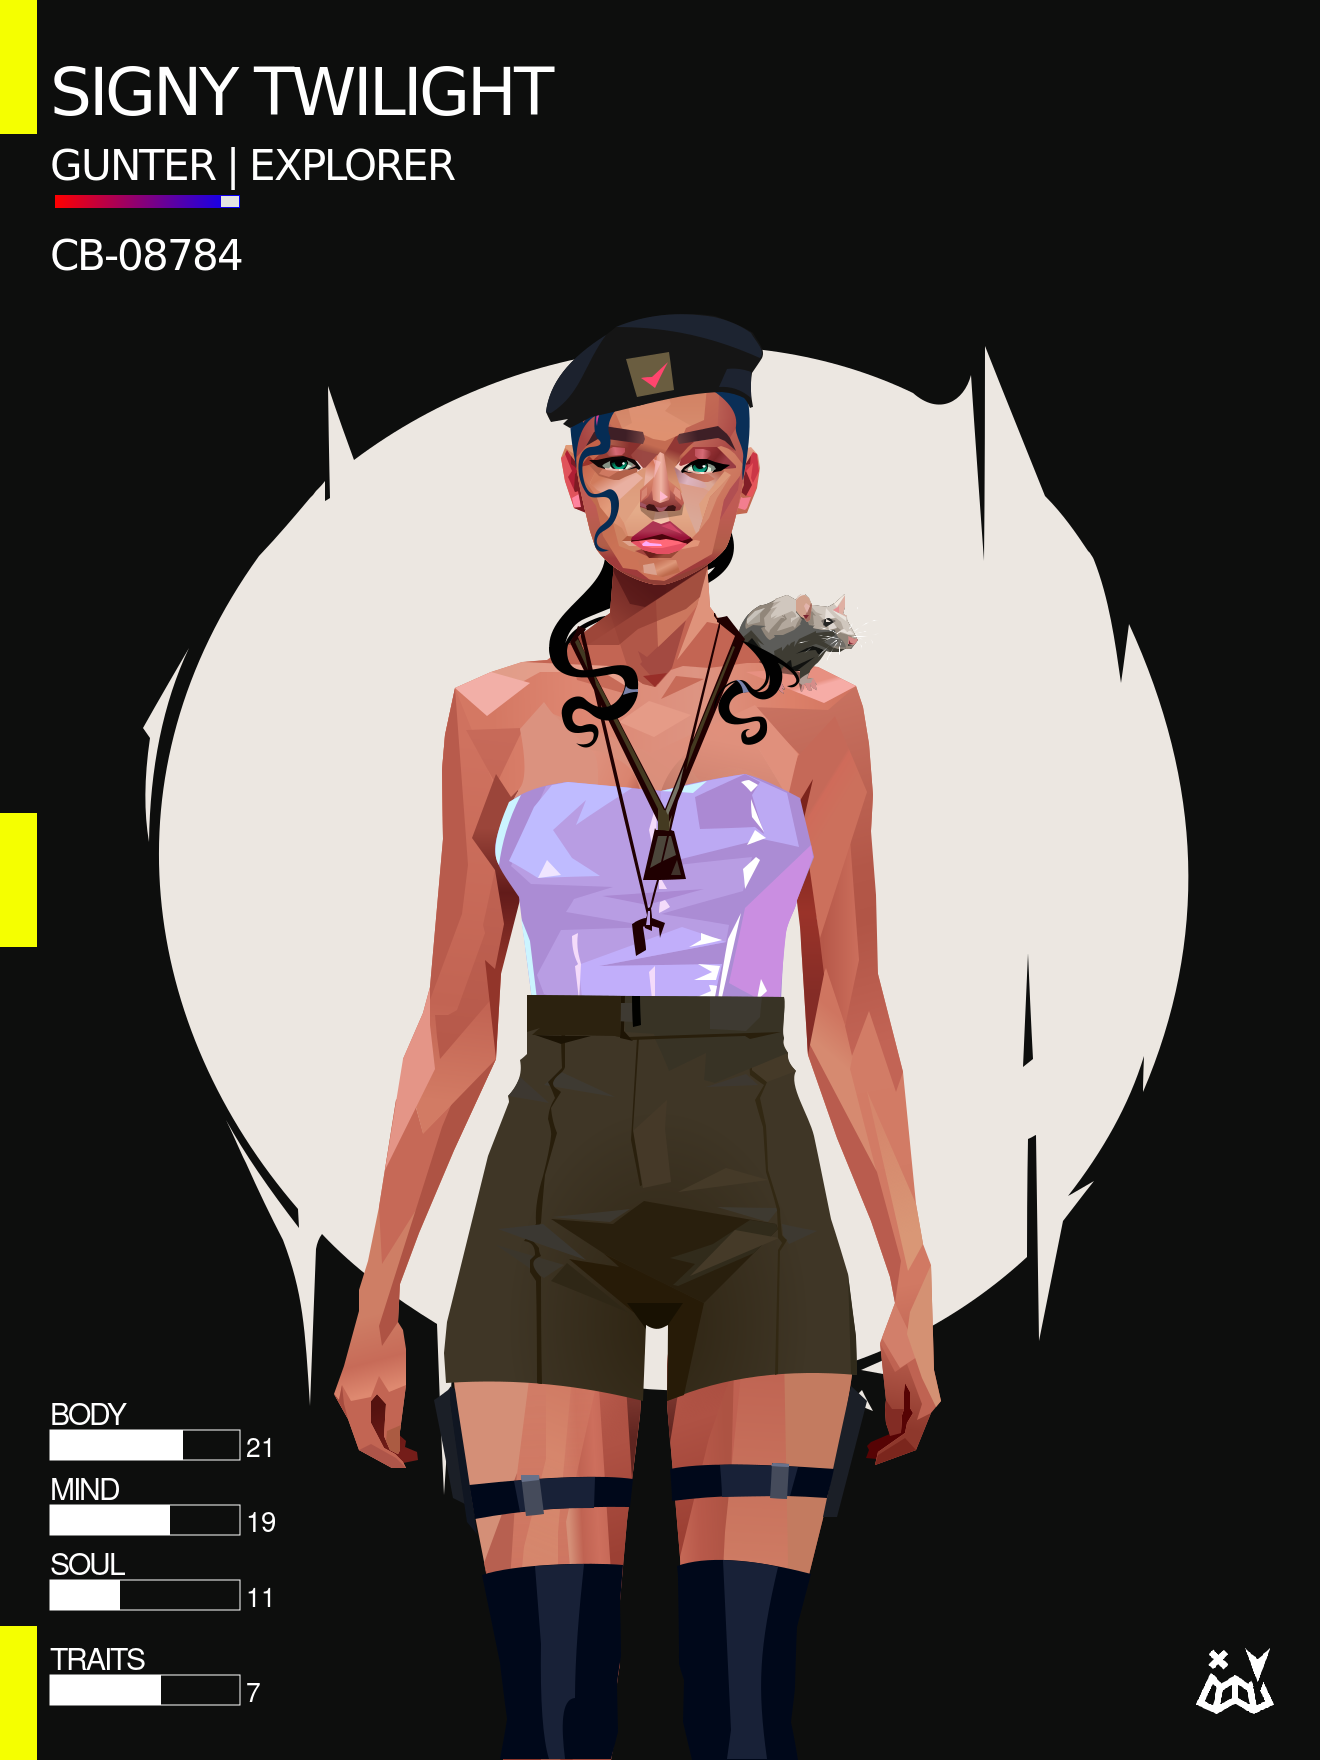 SIGNY TWILIGHT
GUNTER | EXPLORER
CB-08784
BODY
21
MIND
19
SOUL
11
TRAITS
7